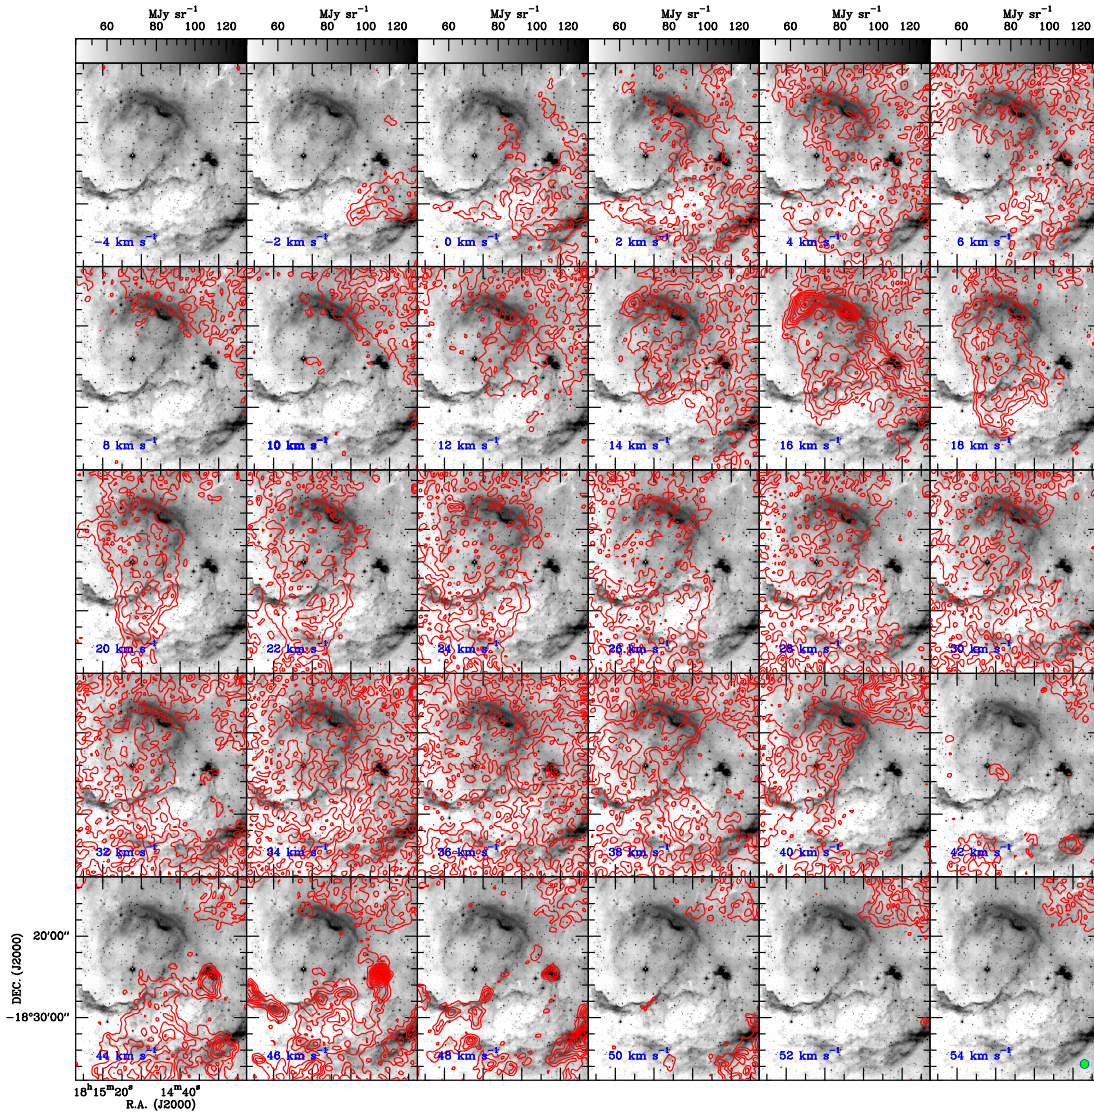 MJy sr⁻¹ MJy sr⁻¹ MJy sr⁻¹ MJy sr⁻¹ MJy sr⁻¹ MJy sr⁻¹
60 80 100 120 60 80 100 120 60 80 100 120 60 80 100 120 60 80 100 120 60 80 100 120
−4 km s⁻¹ −2 km s⁻¹ 0 km s⁻¹ 2 km s⁻¹ 4 km s⁻¹ 6 km s⁻¹
8 km s⁻¹ 10 km s⁻¹ 12 km s⁻¹ 14 km s⁻¹ 16 km s⁻¹ 18 km s⁻¹
20 km s⁻¹ 22 km s⁻¹ 24 km s⁻¹ 26 km s⁻¹ 28 km s⁻¹ 30 km s⁻¹
32 km s⁻¹ 34 km s⁻¹ 36 km s⁻¹ 38 km s⁻¹ 40 km s⁻¹ 42 km s⁻¹
20′00″
DEC. (J2000)
−18°30′00″
44 km s⁻¹ 46 km s⁻¹ 48 km s⁻¹ 50 km s⁻¹ 52 km s⁻¹ 54 km s⁻¹
18ʰ15ᵐ20ˢ 14ᵐ40ˢ
R.A. (J2000)